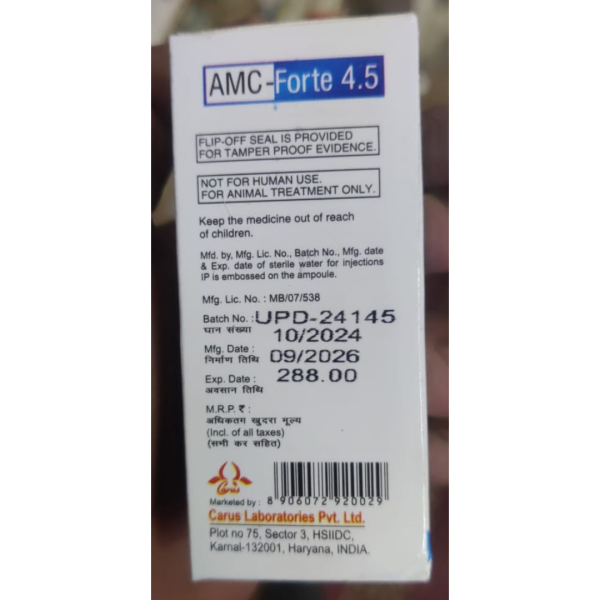 AMC-Forte 4.5
FLIP-OFF SEAL IS PROVIDED
FOR TAMPER PROOF EVIDENCE.
NOT FOR HUMAN USE.
FOR ANIMAL TREATMENT ONLY.
Keep the medicine out of reach
of children.
Mfd. by, Mfg. Lic. No., Batch No., Mfg. date
& Exp. date of sterile water for injections
IP is embossed on the ampoule.
Mfg. Lic. No. : MB/07/538
Batch No. : UPD-24145
घान संख्या
10/2024
Mfg. Date :
निर्माण तिथि 09/2026
Exp. Date : 288.00
अवसान तिथि
M.R.P. ₹ :
अधिकतग खुदरा मूल्य
(Incl. of all taxes)
(सभी कर सहित)
Carus
Marketed by :
8 906072 920029
Carus Laboratories Pvt. Ltd.
Plot no 75, Sector 3, HSIIDC,
Karnal-132001, Haryana, INDIA.